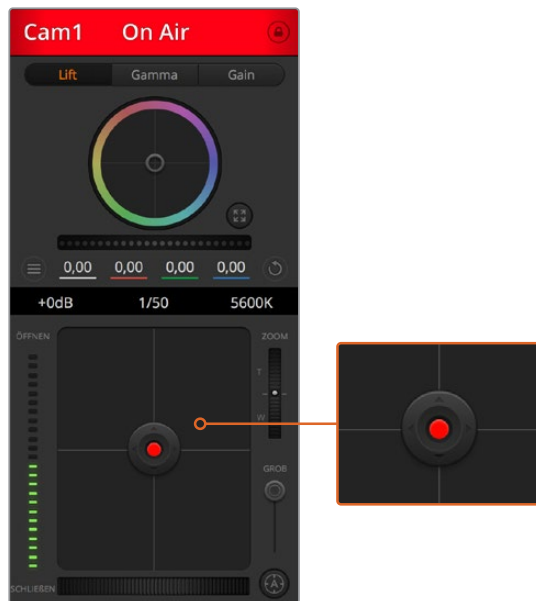 Cam1 On Air
Lift Gamma Gain
0,00 0,00 0,00 0,00
+0dB 1/50 5600K
ÖFFNEN ZOOM
T
W
GROB
SCHLIEßEN A